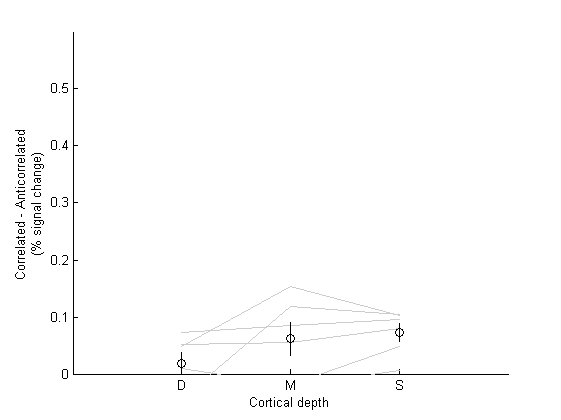 Correlated - Anticorrelated
(% signal change)
0.5
0.4
0.3
0.2
0.1
0
D M S
Cortical depth